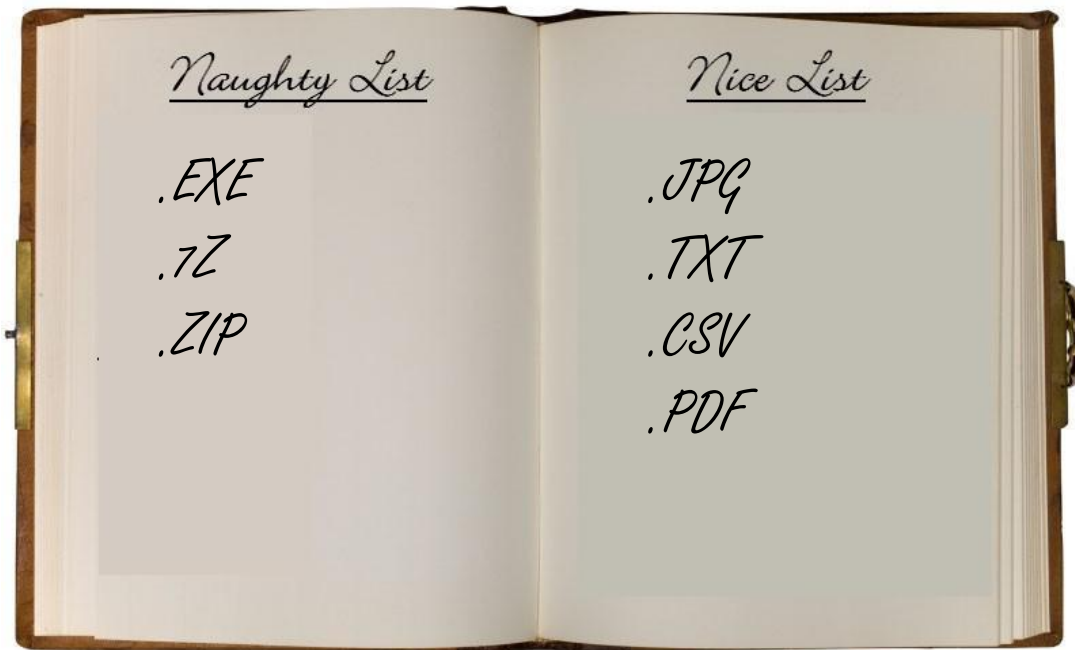 Naughty List
.EXE
.7Z
.ZIP
Nice List
.JPG
.TXT
.CSV
.PDF